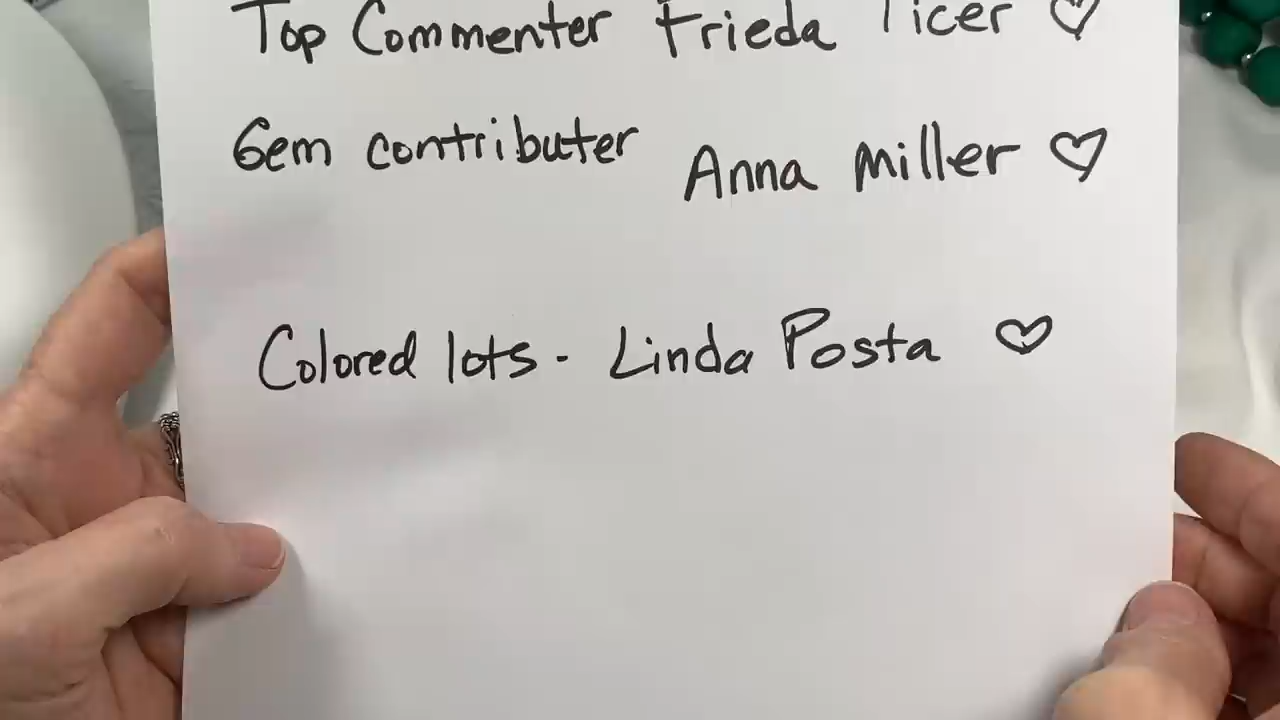 Top Commenter Frieda Ticer ♡
Gem contributer Anna Miller ♡
Colored lots - Linda Posta ♡